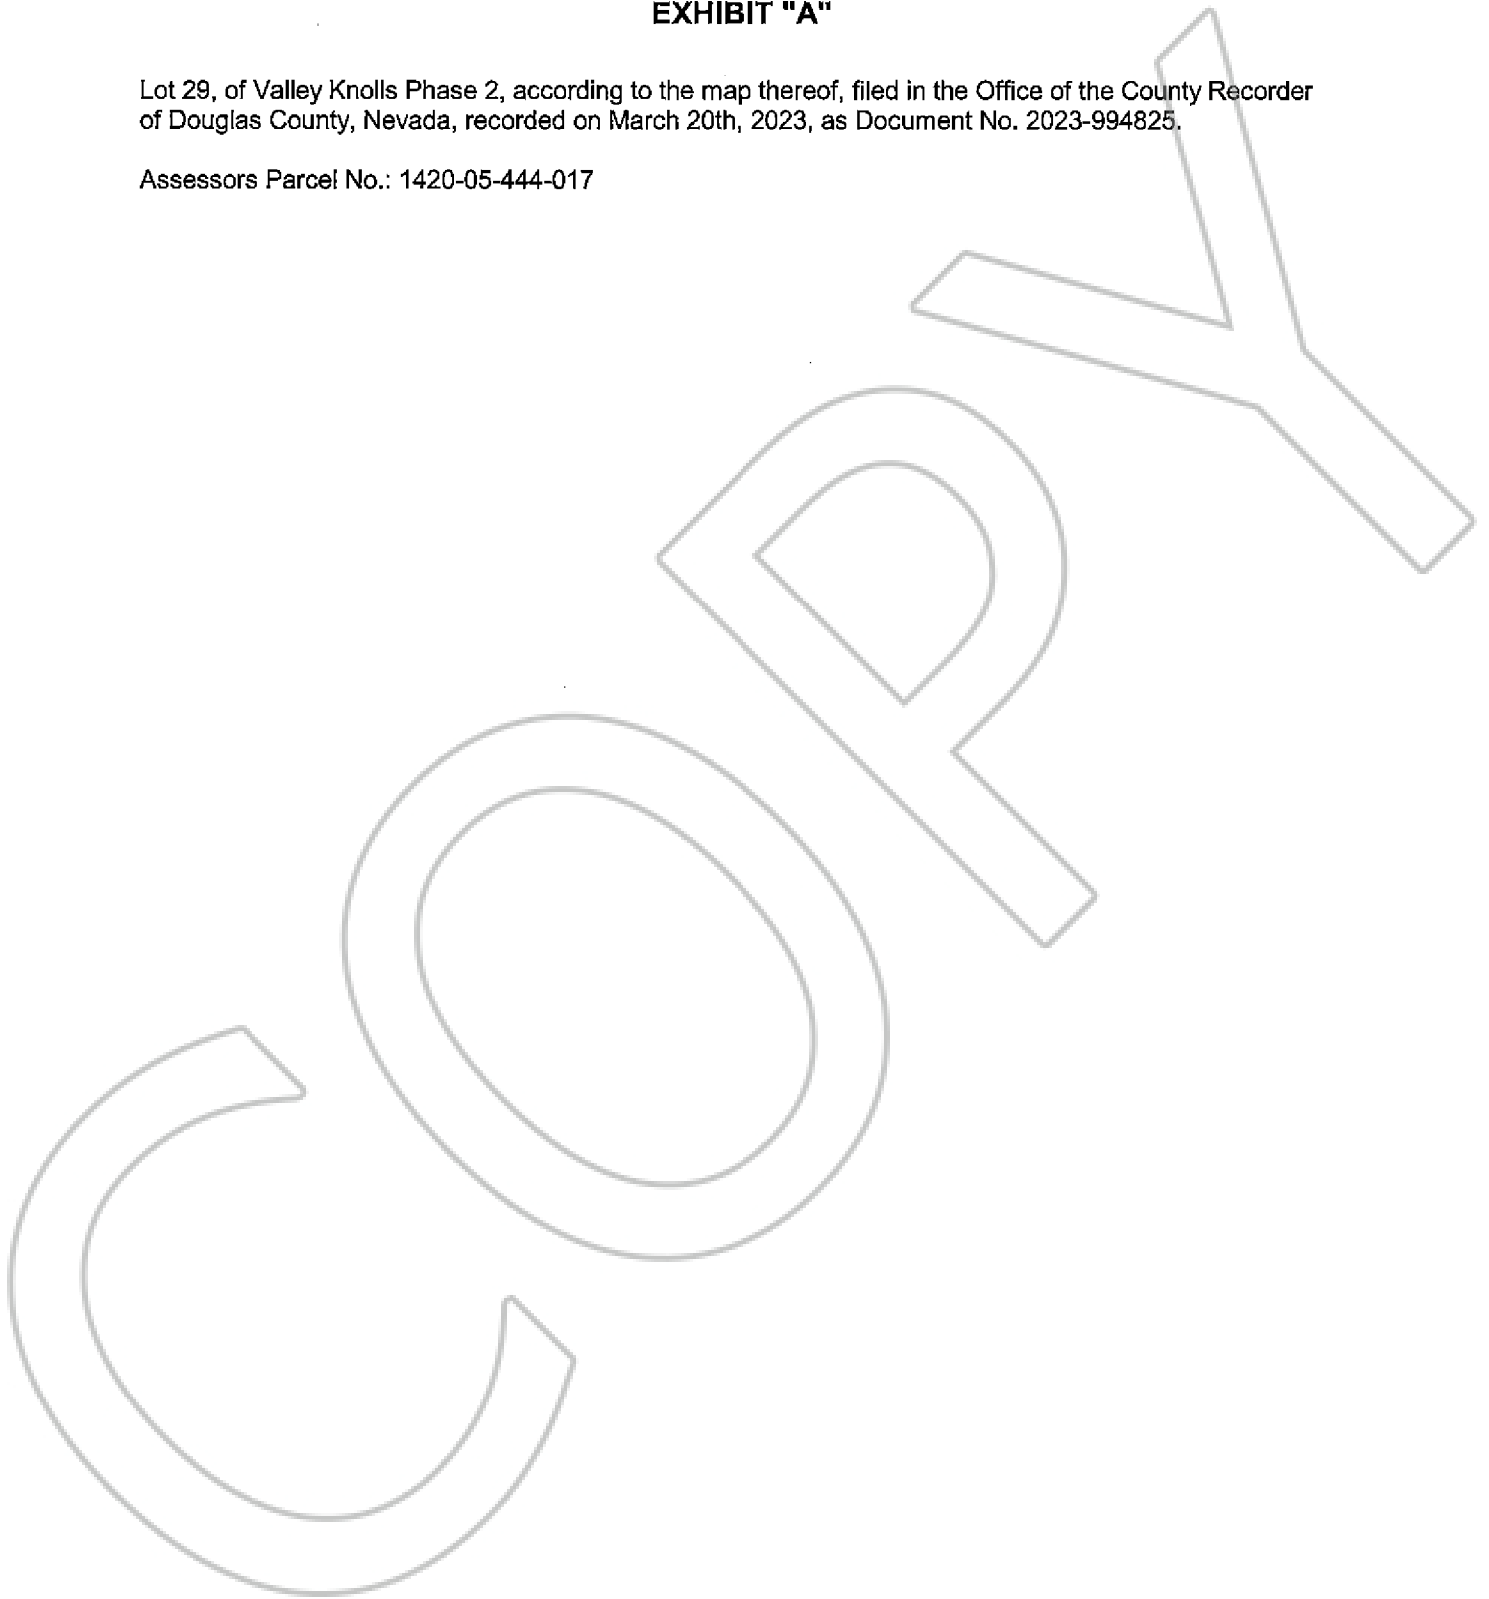 EXHIBIT "A"
Lot 29, of Valley Knolls Phase 2, according to the map thereof, filed in the Office of the County Recorder
of Douglas County, Nevada, recorded on March 20th, 2023, as Document No. 2023-994825.
Assessors Parcel No.: 1420-05-444-017
COPY